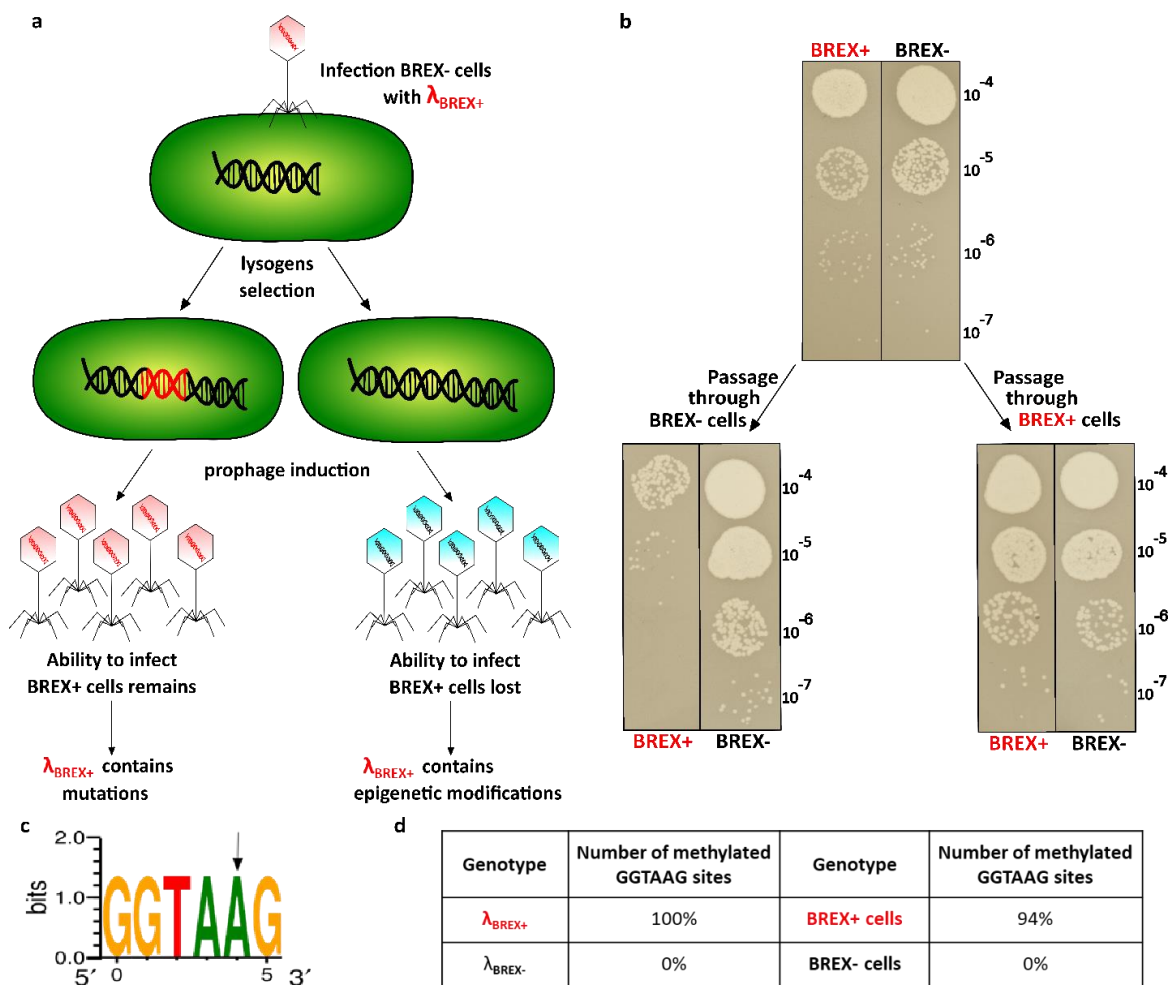 a
Infection BREX- cells
with λBREX+
lysogens
selection
prophage induction
Ability to infect
BREX+ cells remains
Ability to infect
BREX+ cells lost
λBREX+ contains
mutations
λBREX+ contains
epigenetic modifications
b
BREX+ BREX-
10-4
10-5
10-6
10-7
Passage
through
BREX- cells
Passage
through
BREX+ cells
10-4
10-5
10-6
10-7
BREX+ BREX-
10-4
10-5
10-6
10-7
BREX+ BREX-
c
2.0
1.0
0.0
bits
GGTAAG
5′ 0 5 3′
d
Genotype
Number of methylated
GGTAAG sites
Genotype
Number of methylated
GGTAAG sites
λBREX+ 100% BREX+ cells 94%
λBREX- 0% BREX- cells 0%